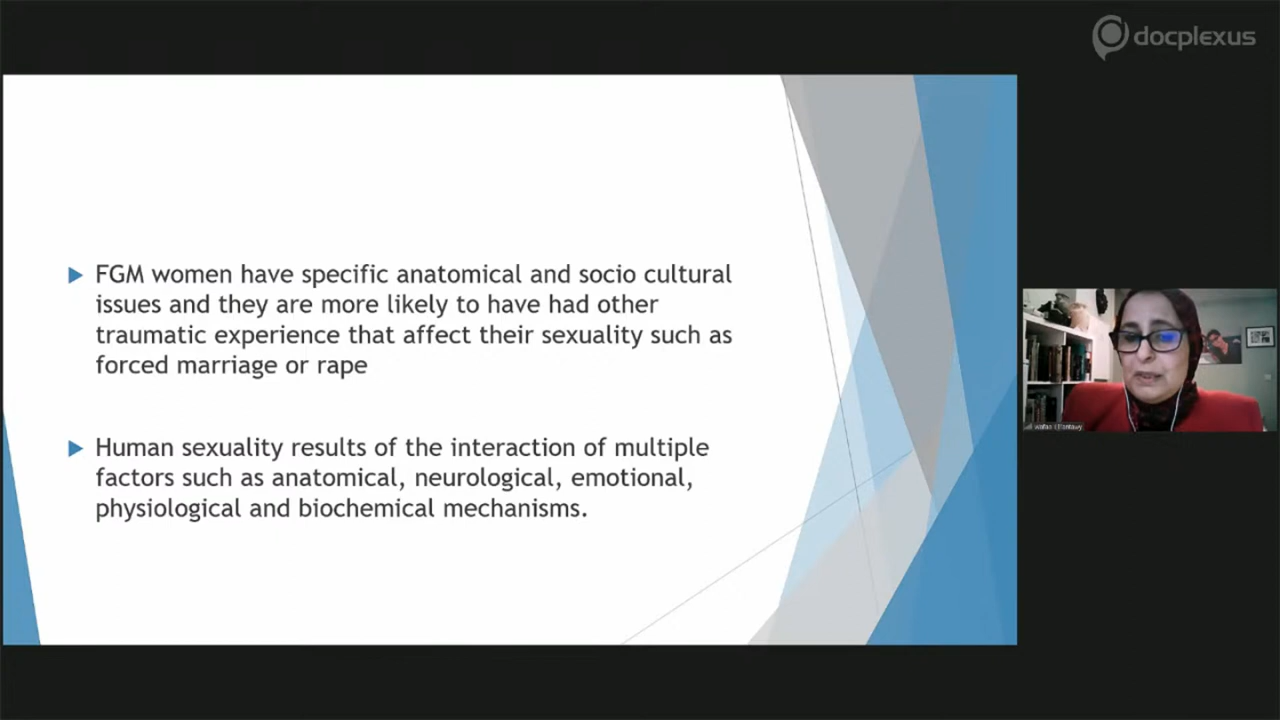 docplexus
FGM women have specific anatomical and socio cultural
issues and they are more likely to have had other
traumatic experience that affect their sexuality such as
forced marriage or rape
Human sexuality results of the interaction of multiple
factors such as anatomical, neurological, emotional,
physiological and biochemical mechanisms.